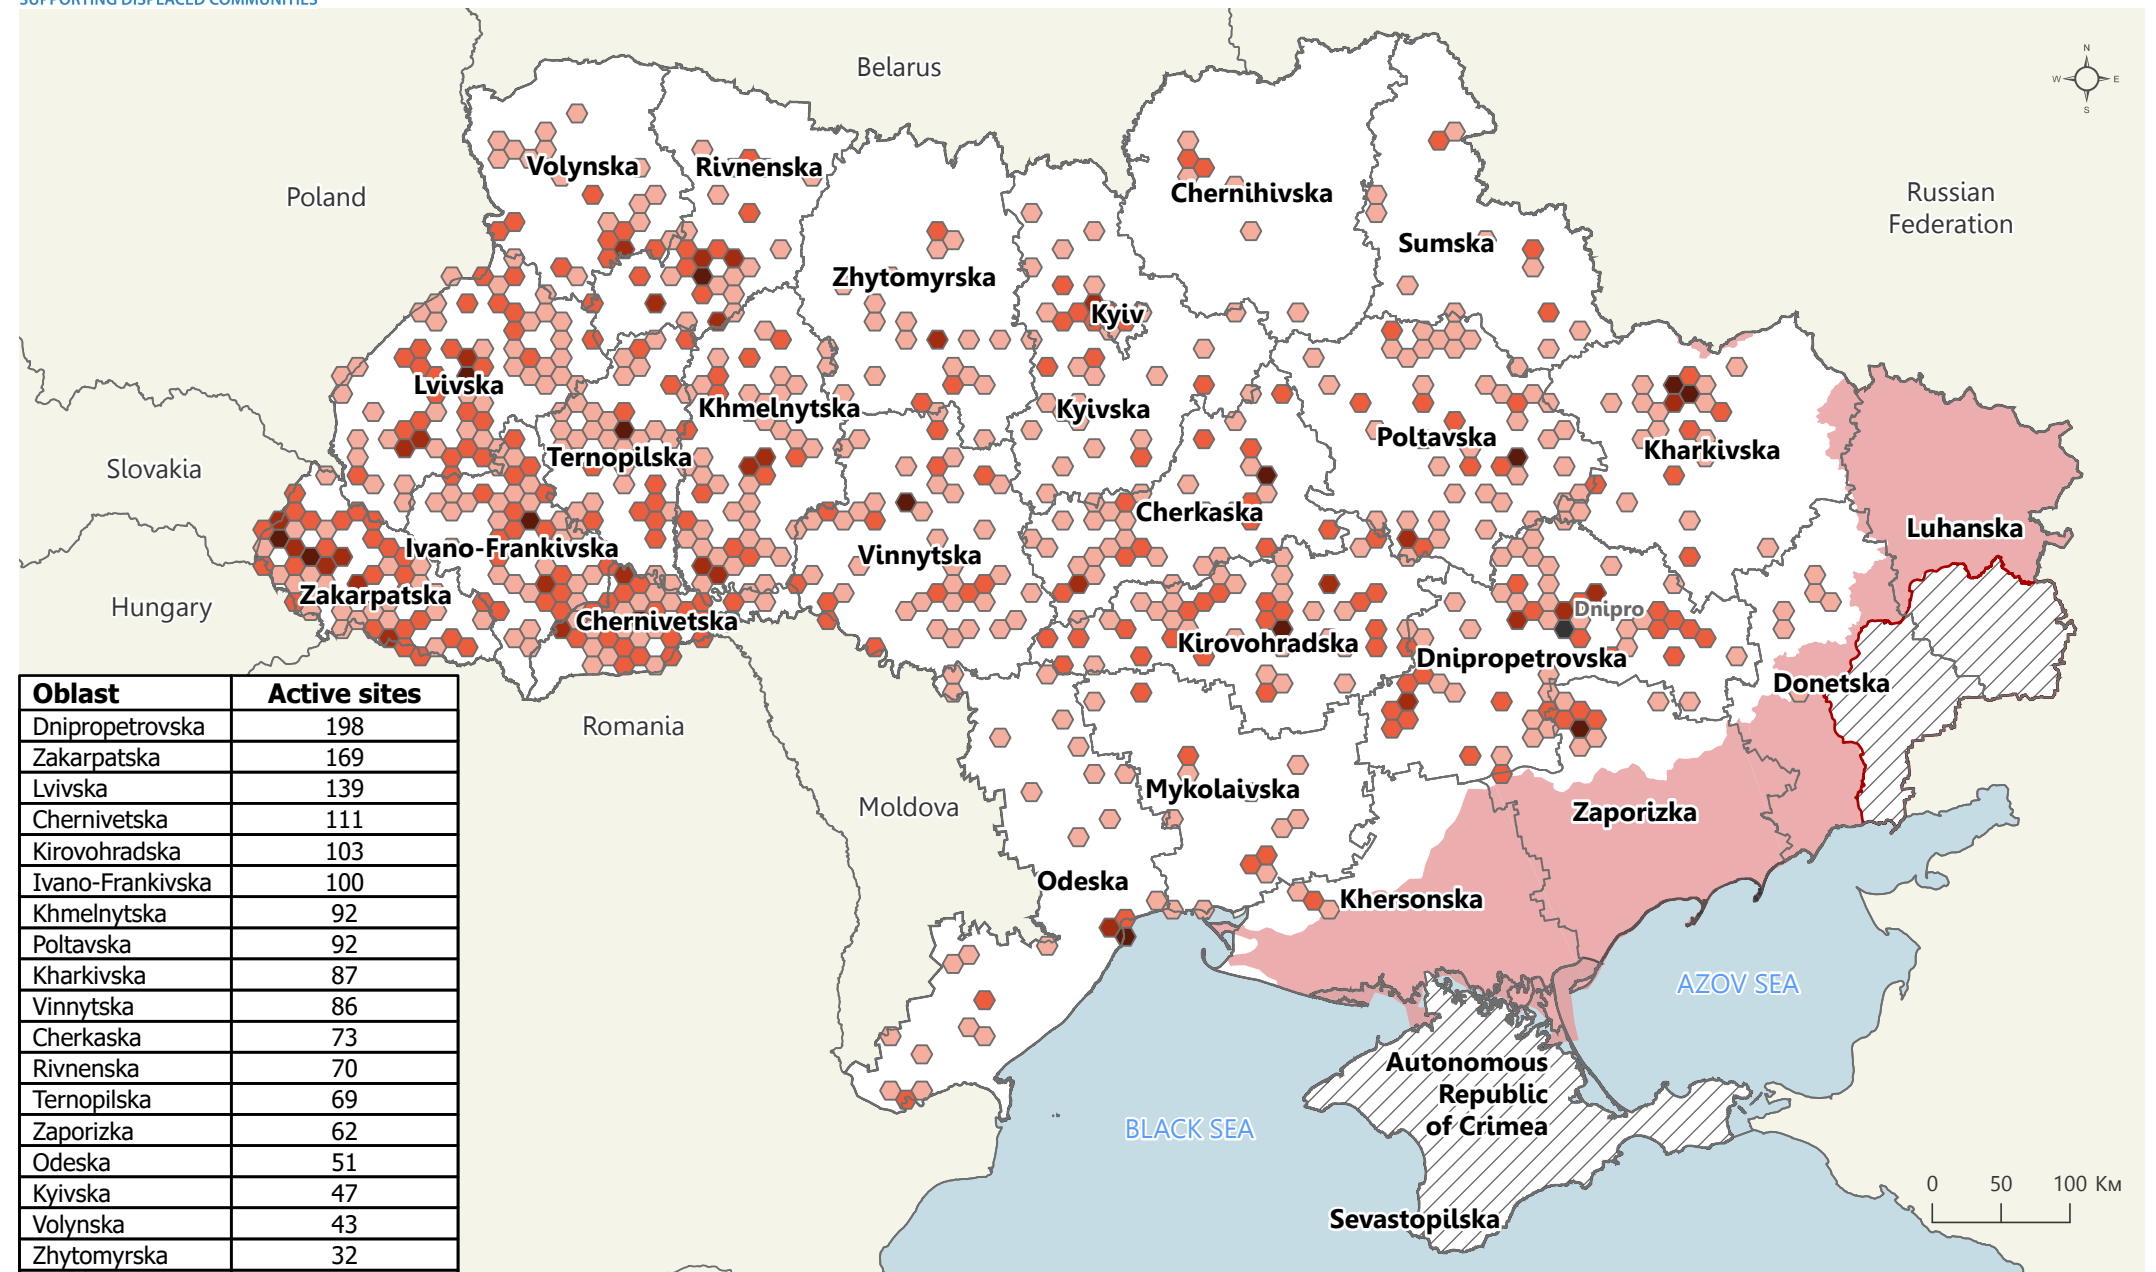 SUPPORTING DISPLACED COMMUNITIES
Belarus
N
W
E
S
Poland
Volynska
Rivnenska
Chernihivska
Russian
Federation
Sumska
Zhytomyrska
Kyiv
Lvivska
Khmelnytska
Kyivska
Poltavska
Kharkivska
Slovakia
Ternopilska
Cherkaska
Luhanska
Ivano-Frankivska
Vinnytska
Hungary
Zakarpatska
Dnipro
Chernivetska
Kirovohradska
Dnipropetrovska
Donetska
Romania
Moldova
Mykolaivska
Zaporizka
Odeska
Khersonska
AZOV SEA
Autonomous
Republic
of Crimea
BLACK SEA
Sevastopilska
0 50 100 Км
Oblast Active sites
Dnipropetrovska 198
Zakarpatska 169
Lvivska 139
Chernivetska 111
Kirovohradska 103
Ivano-Frankivska 100
Khmelnytska 92
Poltavska 92
Kharkivska 87
Vinnytska 86
Cherkaska 73
Rivnenska 70
Ternopilska 69
Zaporizka 62
Odeska 51
Kyivska 47
Volynska 43
Zhytomyrska 32